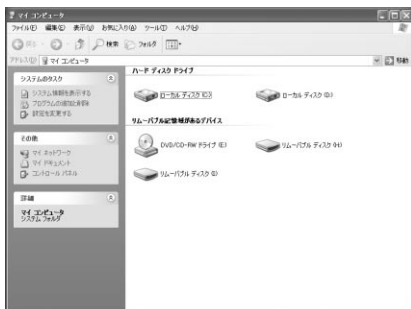 マイ コンピュータ
ファイル(F) 編集(E) 表示(V) お気に入り(A) ツール(T) ヘルプ(H)
戻る 検索 フォルダ
アドレス(D) マイ コンピュータ 移動
システムのタスク
システム情報を表示する
プログラムの追加と削除
設定を変更する
その他
マイ ネットワーク
マイ ドキュメント
コントロール パネル
詳細
マイ コンピュータ
システム フォルダ
ハード ディスク ドライブ
ローカル ディスク (C:)
ローカル ディスク (D:)
リムーバブル記憶域があるデバイス
DVD/CD-RW ドライブ (E:)
リムーバブル ディスク (H:)
リムーバブル ディスク